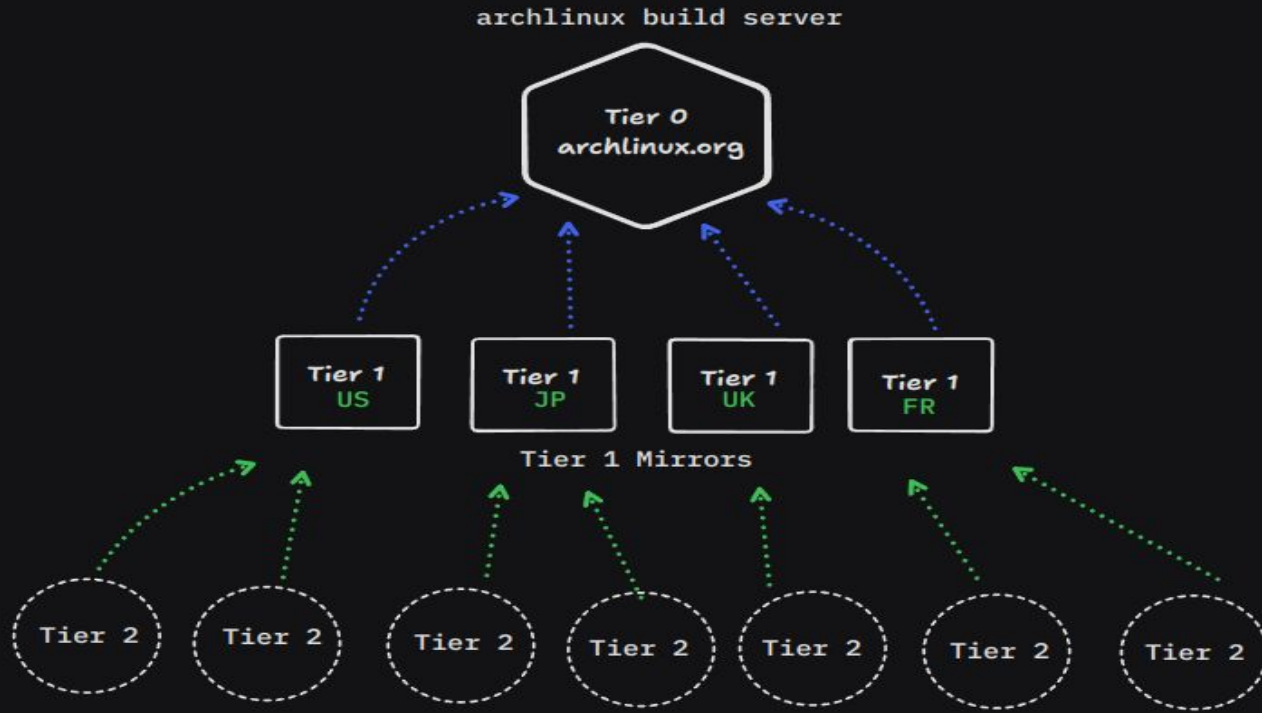 archlinux build server
Tier 0
archlinux.org
Tier 1
US
Tier 1
JP
Tier 1
UK
Tier 1
FR
Tier 1 Mirrors
Tier 2
Tier 2
Tier 2
Tier 2
Tier 2
Tier 2
Tier 2